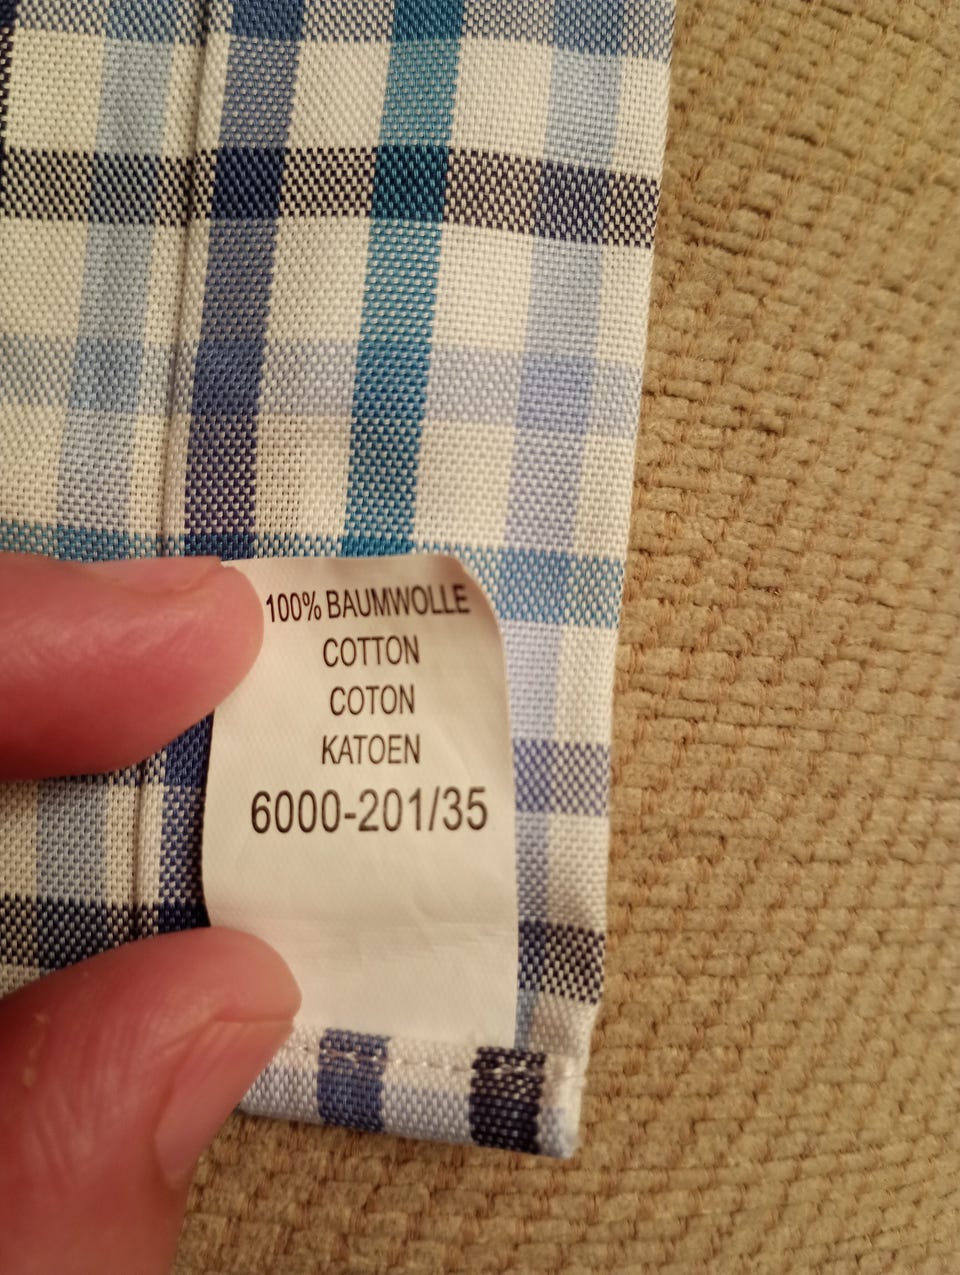 100% BAUMWOLLE
COTTON
COTON
KATOEN
6000-201/35